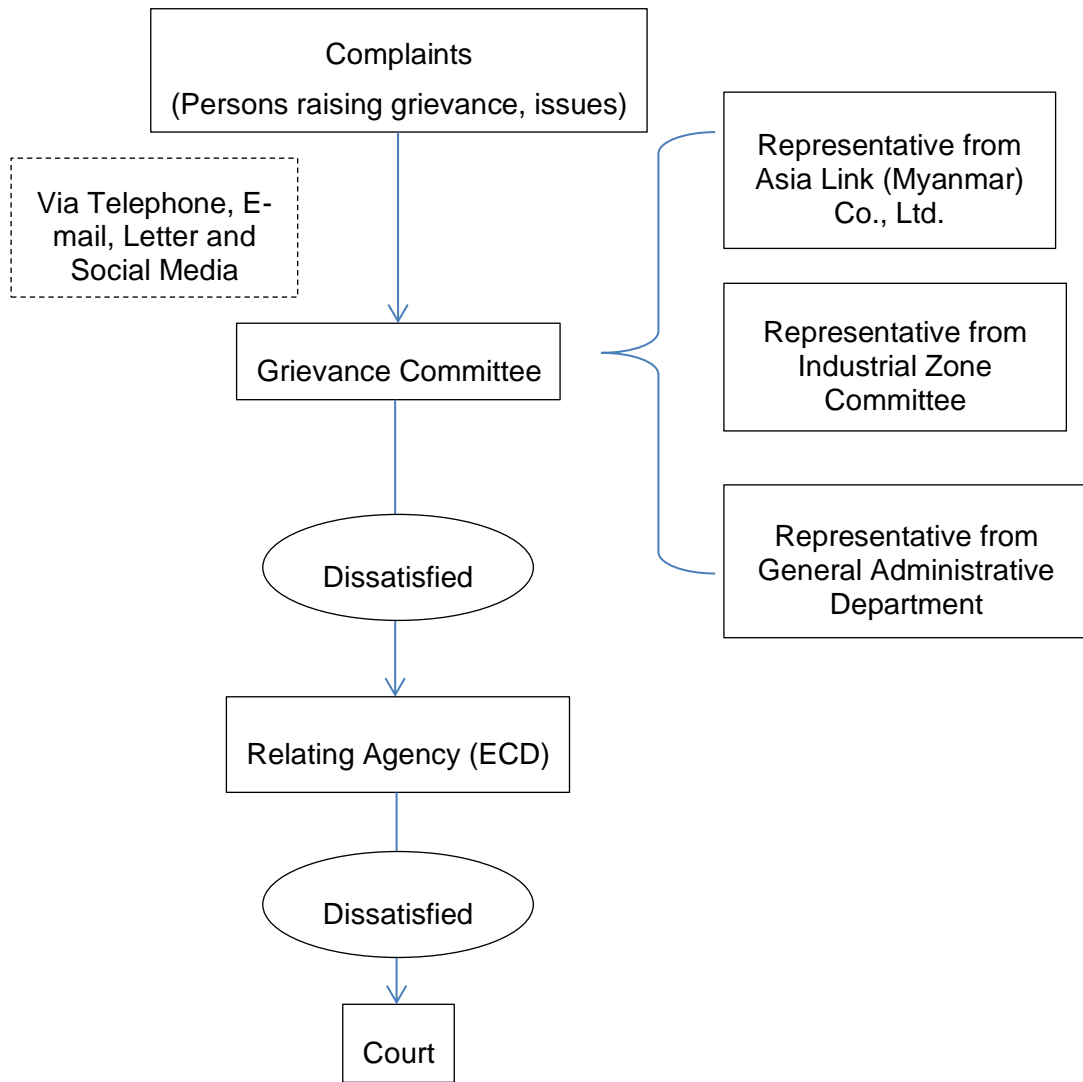 Complaints
(Persons raising grievance, issues)
Via Telephone, E-
mail, Letter and
Social Media
Representative from
Asia Link (Myanmar)
Co., Ltd.
Grievance Committee
Representative from
Industrial Zone
Committee
Representative from
General Administrative
Department
Dissatisfied
Relating Agency (ECD)
Dissatisfied
Court